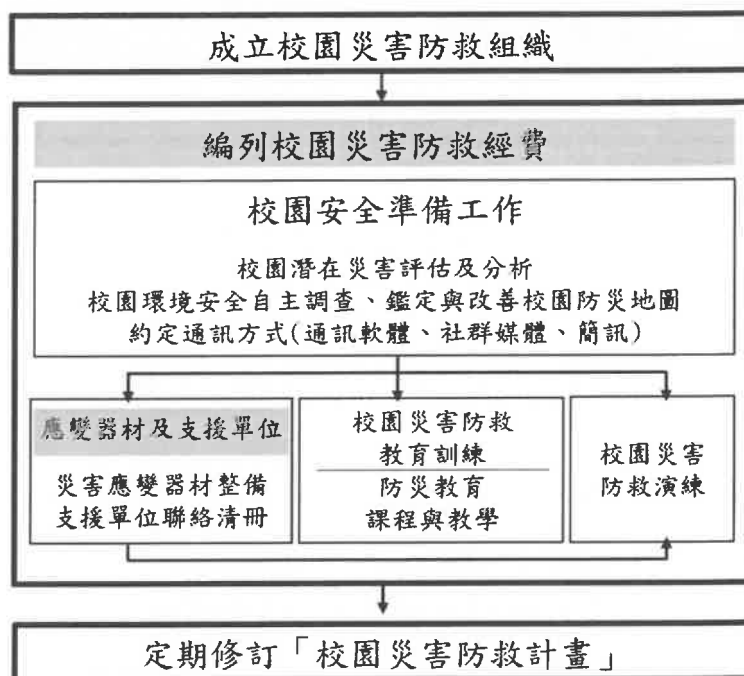 成立校園災害防救組織
編列校園災害防救經費
校園安全準備工作
校園潛在災害評估及分析
校園環境安全自主調查、鑑定與改善校園防災地圖
約定通訊方式(通訊軟體、社群媒體、簡訊)
應變器材及支援單位
災害應變器材整備
支援單位聯絡清冊
校園災害防救
教育訓練
防災教育
課程與教學
校園災害
防救演練
定期修訂「校園災害防救計畫」